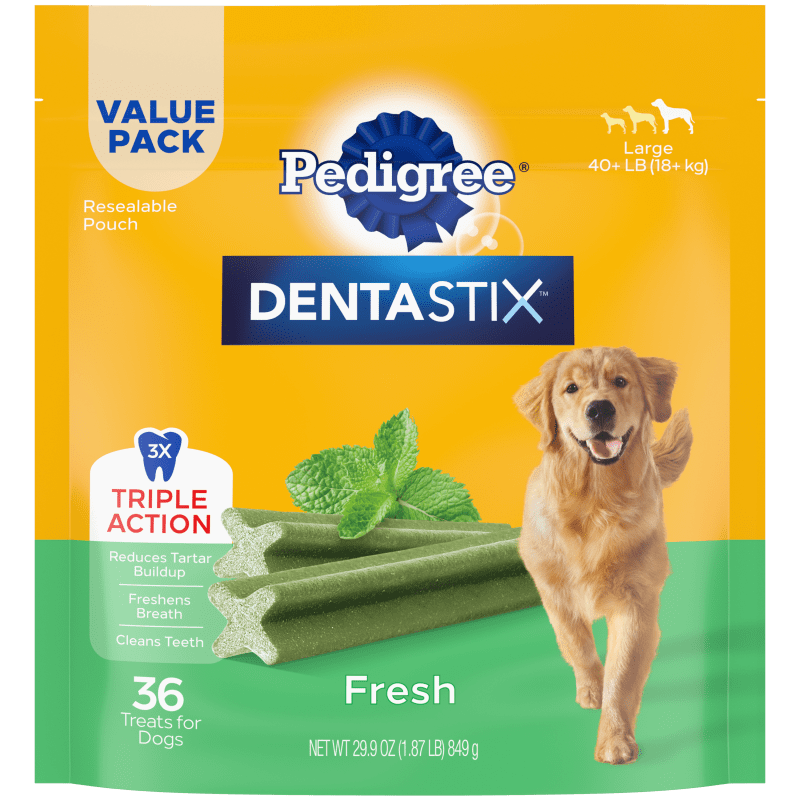 VALUE
PACK
Resealable
Pouch
Pedigree®
Large
40+ LB (18+ kg)
DENTASTIX™
3X
TRIPLE
ACTION
Reduces Tartar
Buildup
Freshens
Breath
Cleans Teeth
36
Treats for
Dogs
Fresh
NET WT 29.9 OZ (1.87 LB) 849 g